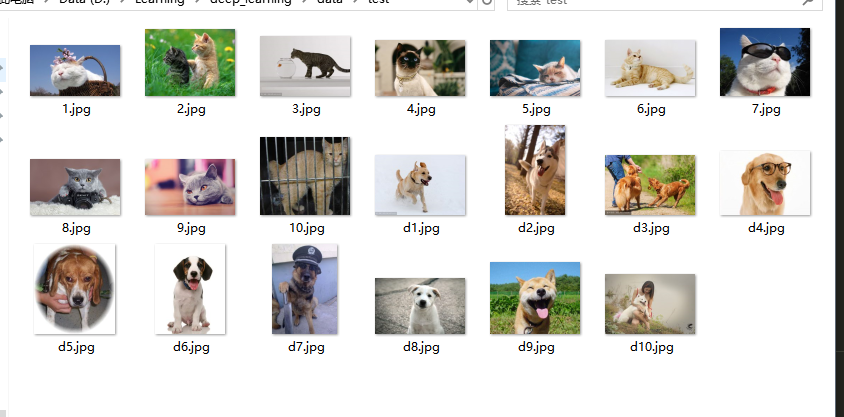 Data (D:) > Learning > deep_learning > data > test
搜索"test"
1.jpg 2.jpg 3.jpg 4.jpg 5.jpg 6.jpg 7.jpg
8.jpg 9.jpg 10.jpg d1.jpg d2.jpg d3.jpg d4.jpg
d5.jpg d6.jpg d7.jpg d8.jpg d9.jpg d10.jpg